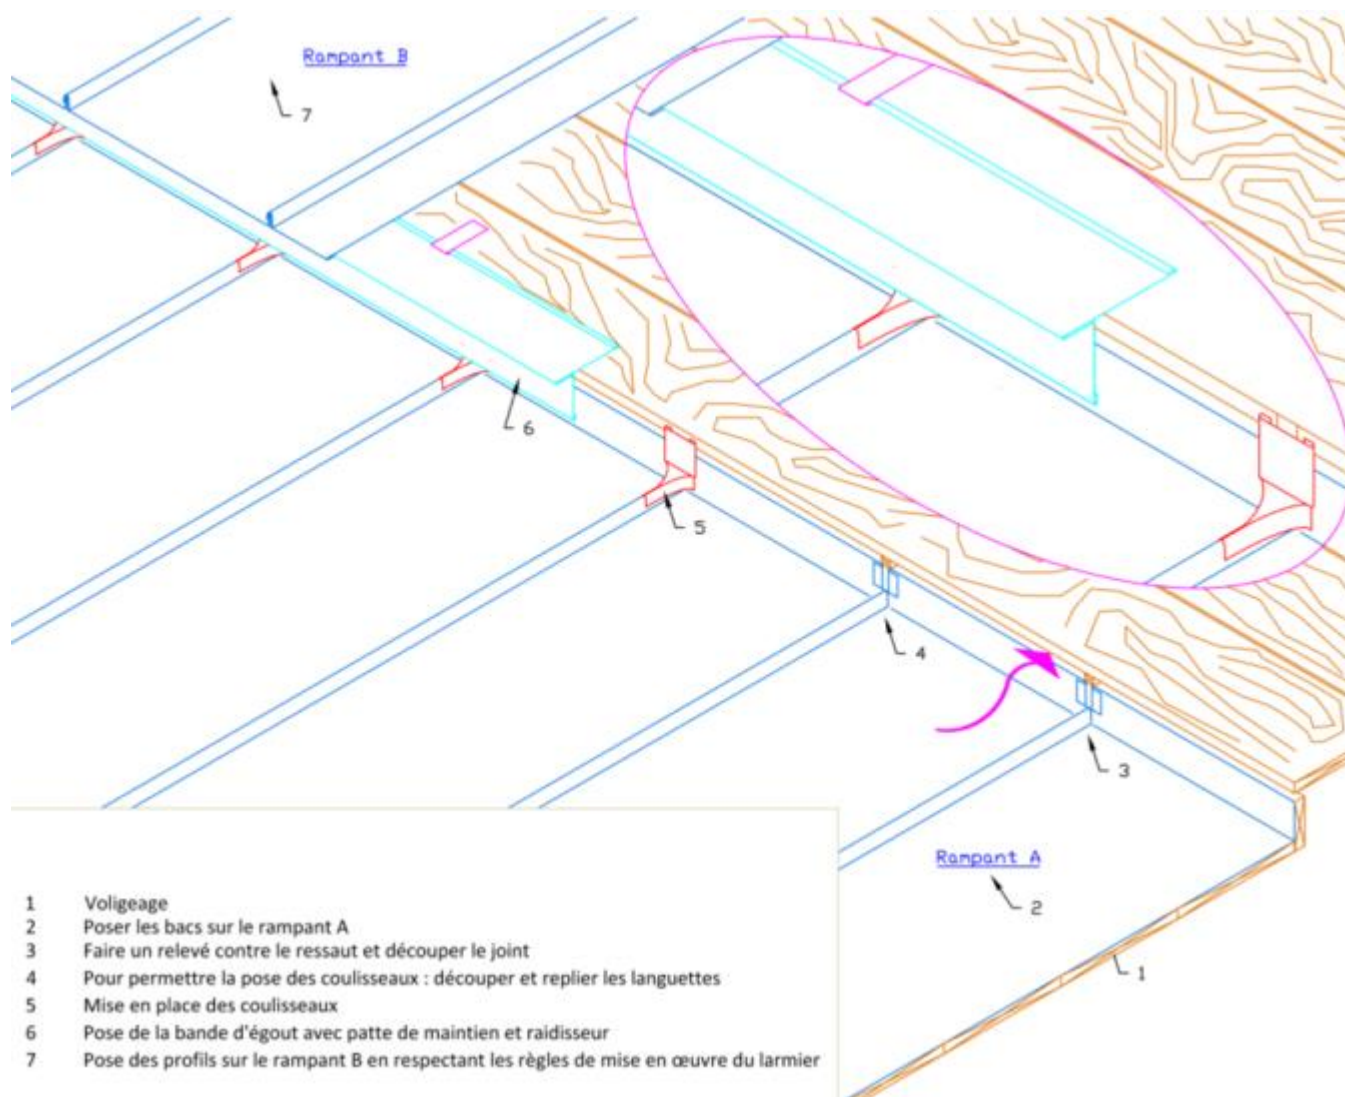 Rampant B
7
6
5
4
3
Rampant A
2
1
1 Voligeage
2 Poser les bacs sur le rampant A
3 Faire un relevé contre le ressaut et découper le joint
4 Pour permettre la pose des coulisseaux : découper et replier les languettes
5 Mise en place des coulisseaux
6 Pose de la bande d'égout avec patte de maintien et raidisseur
7 Pose des profils sur le rampant B en respectant les règles de mise en œuvre du larmier